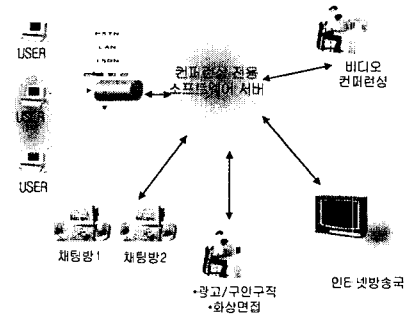 USER
USER
USER
PSTN
LAN
ISDN
컨퍼런싱 전용
소프트웨어 서버
비디오
컨퍼런싱
채팅방1
채팅방2
•광고/구인구직
•화상면접
인터넷방송국